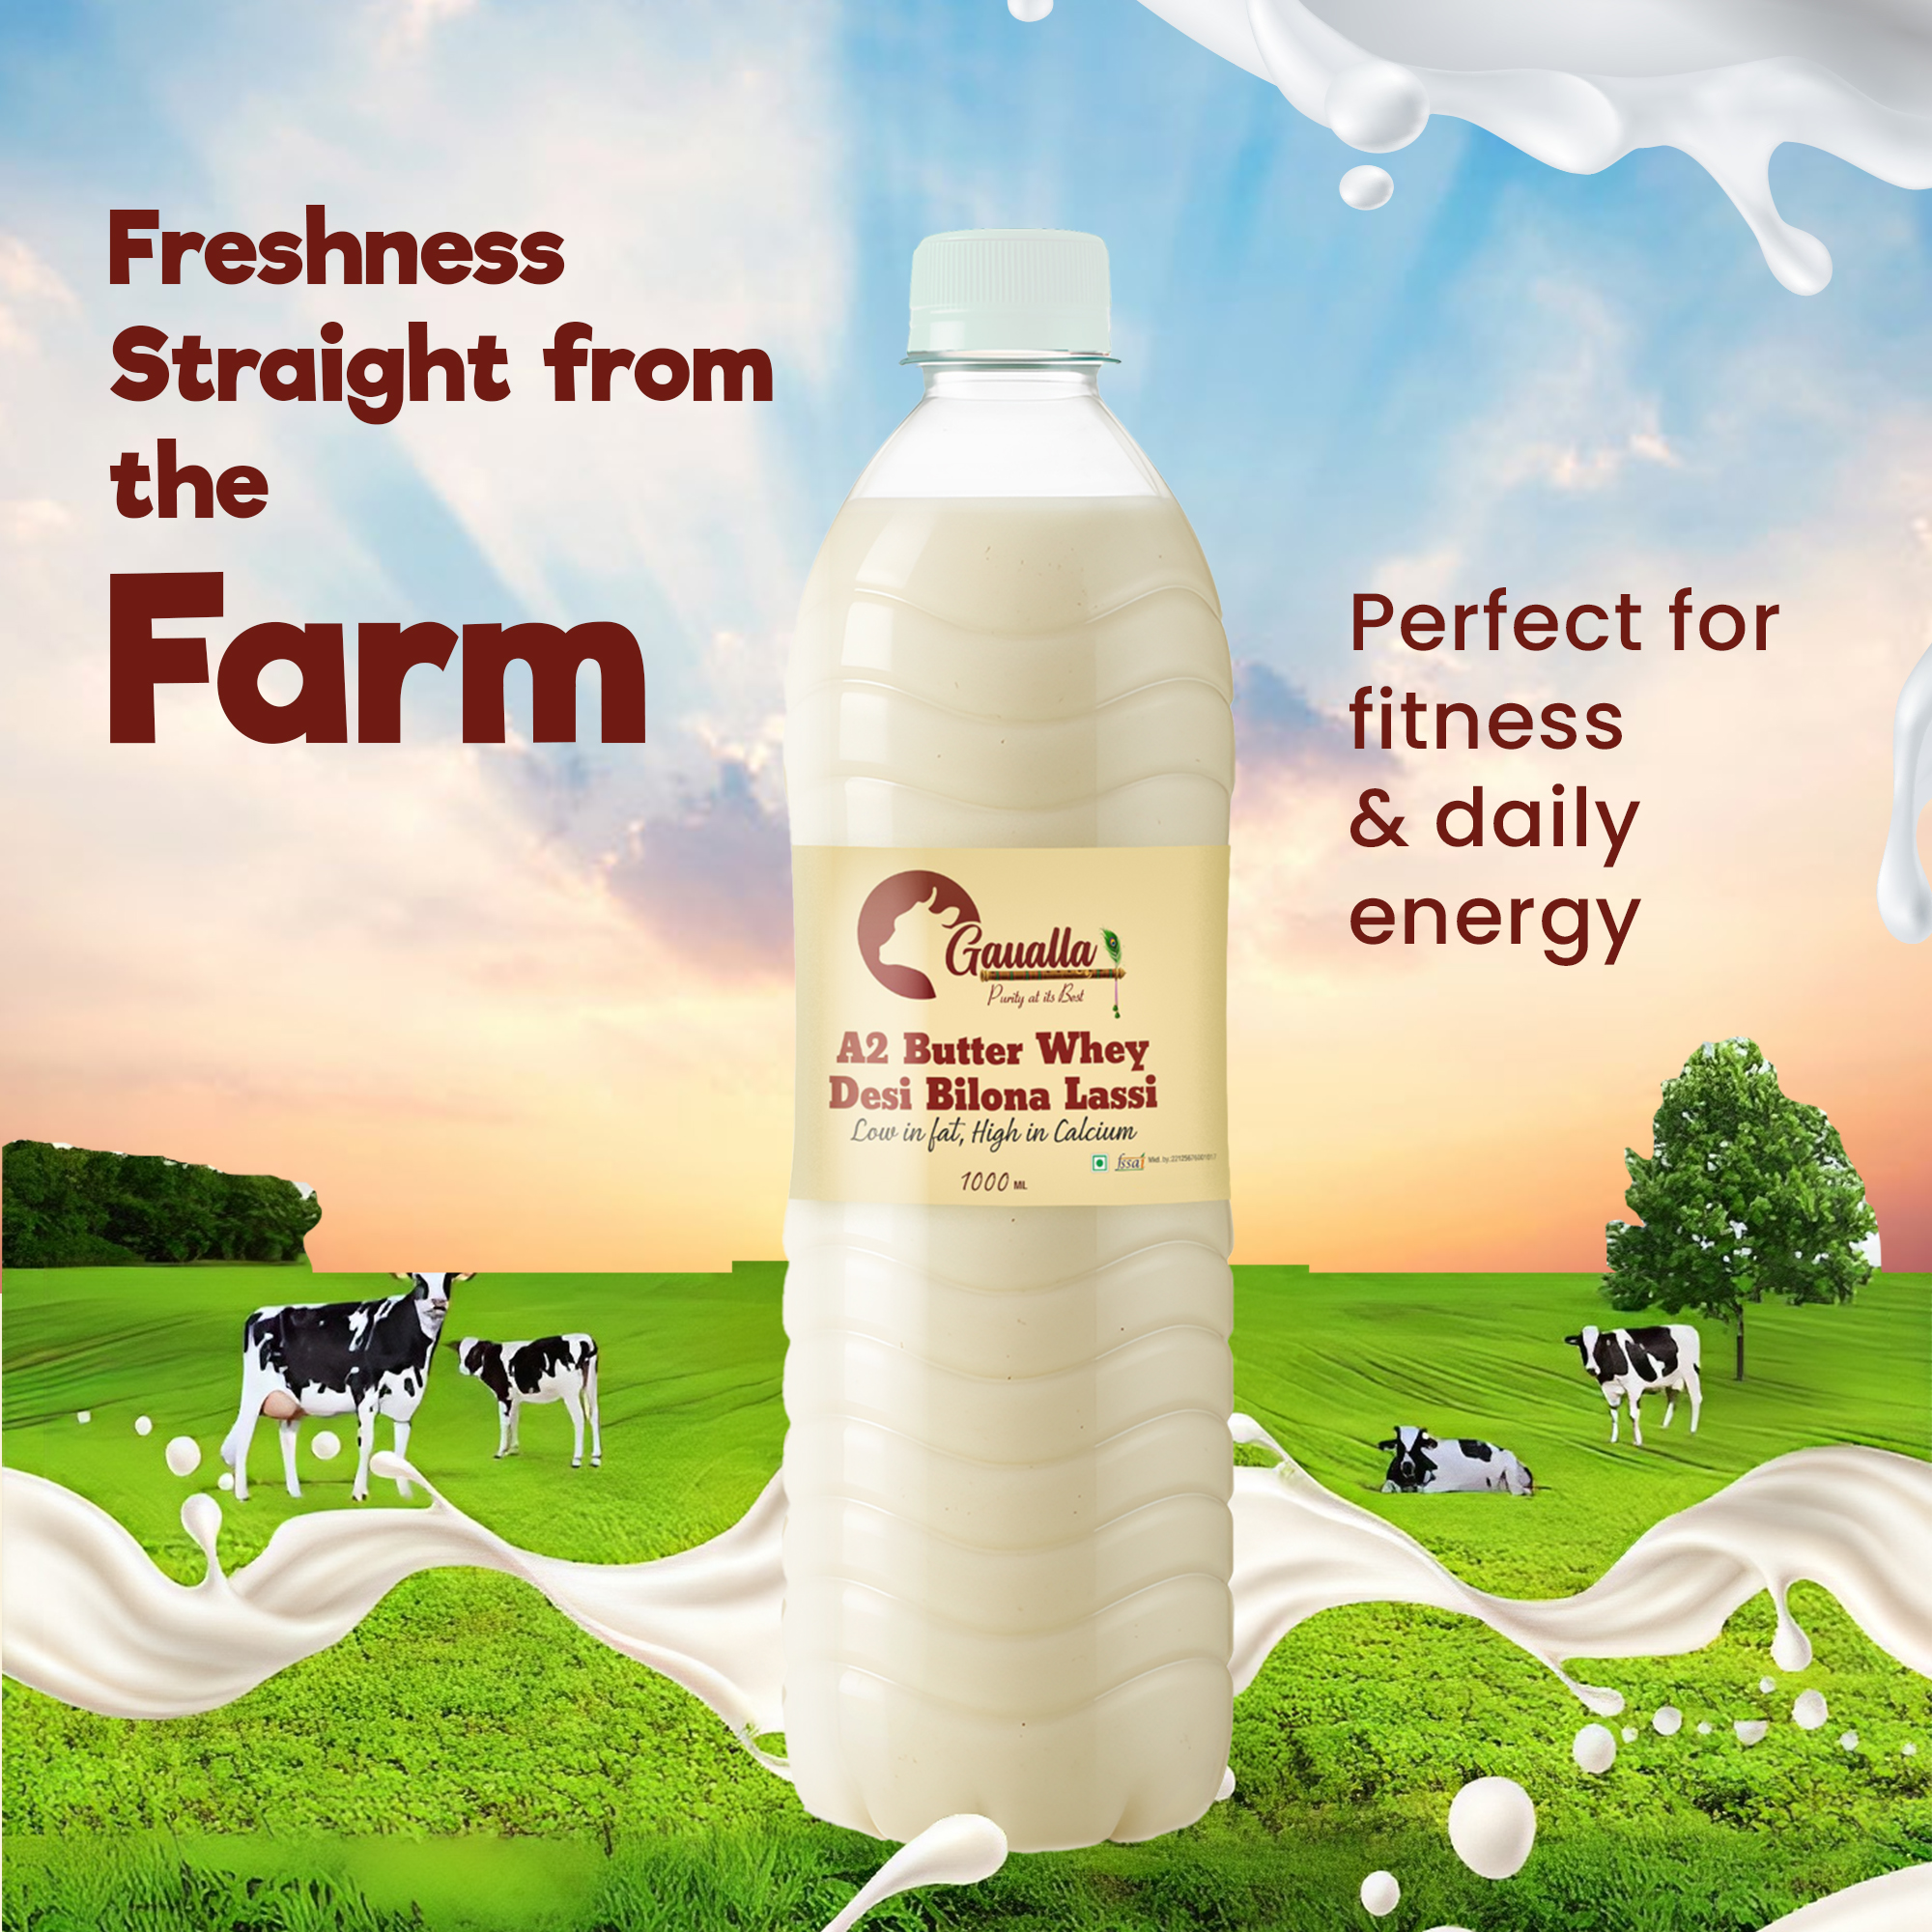 Freshness
Straight from
the
Farm
Perfect for
fitness
& daily
energy
Gaualla
Purity at its Best
A2 Butter Whey
Desi Bilona Lassi
Low in fat, High in Calcium
fssai
1000 ML